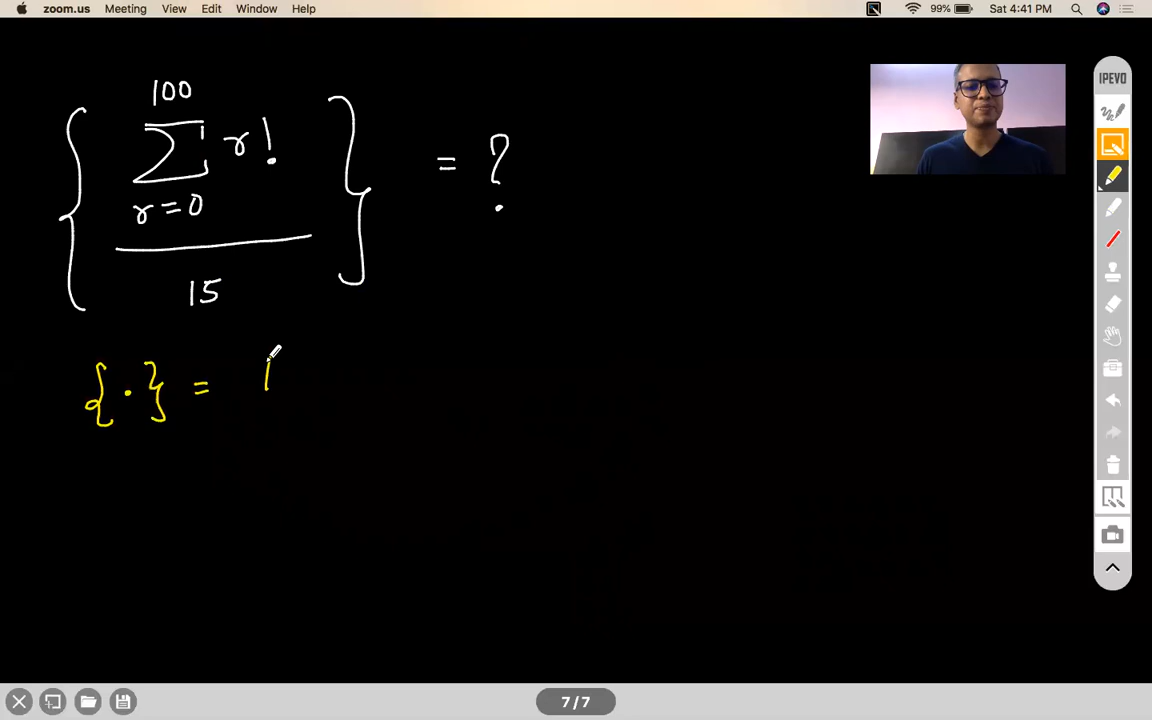 zoom.us Meeting View Edit Window Help 99% Sat 4:41 PM
IPEVO
100
{ ∑ r! } = ?
r=0
15
{·} =
7/7